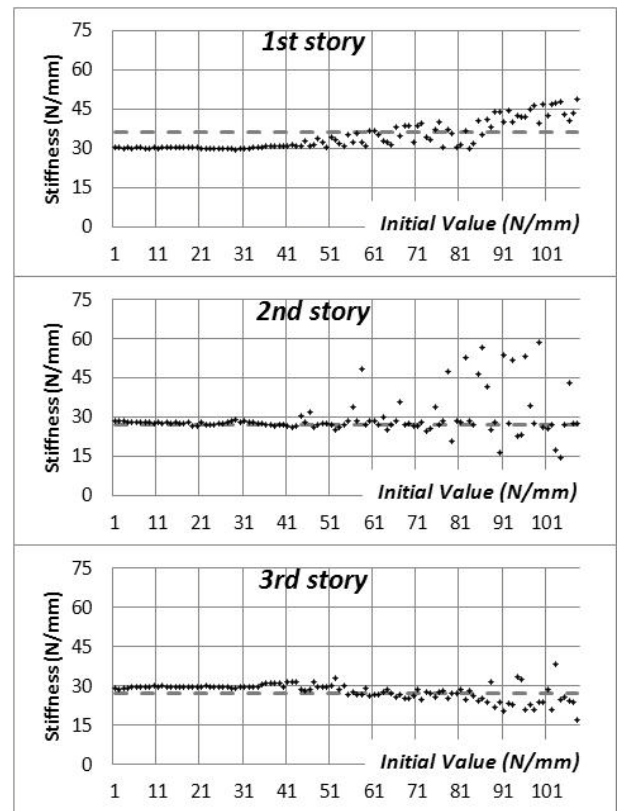 1st story
Stiffness (N/mm)
75
60
45
30
15
0
Initial Value (N/mm)
1 11 21 31 41 51 61 71 81 91 101
2nd story
Stiffness (N/mm)
75
60
45
30
15
0
Initial Value (N/mm)
1 11 21 31 41 51 61 71 81 91 101
3rd story
Stiffness (N/mm)
75
60
45
30
15
0
Initial Value (N/mm)
1 11 21 31 41 51 61 71 81 91 101